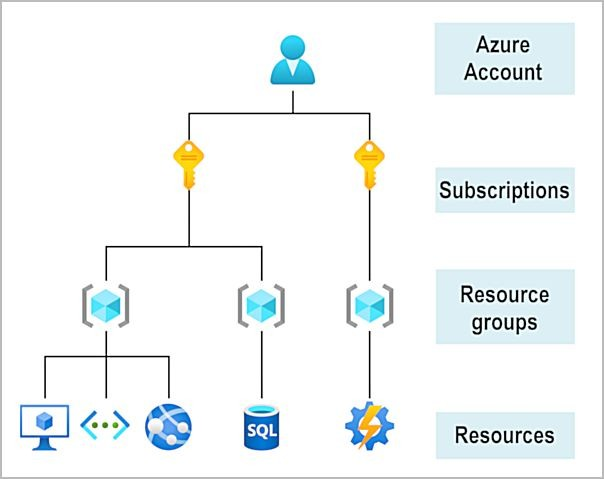 Azure
Account
Subscriptions
Resource
groups
SQL
Resources